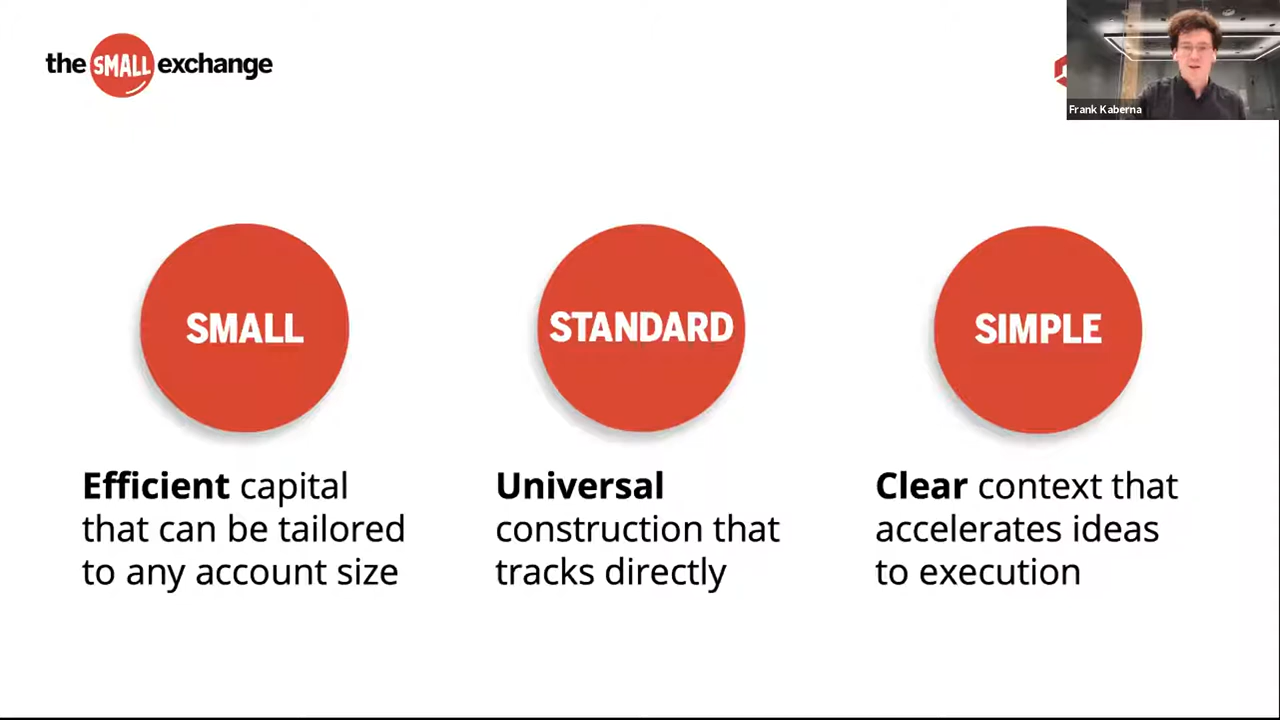 the SMALL exchange
Frank Kaberna
SMALL
STANDARD
SIMPLE
Efficient capital
that can be tailored
to any account size
Universal
construction that
tracks directly
Clear context that
accelerates ideas
to execution